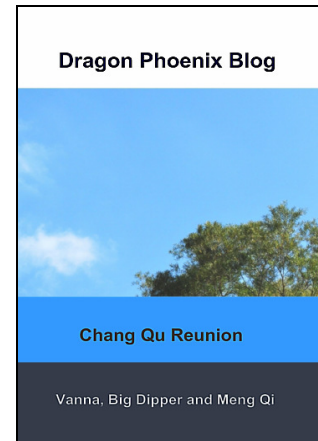 Dragon Phoenix Blog
Chang Qu Reunion
Vanna, Big Dipper and Meng Qi